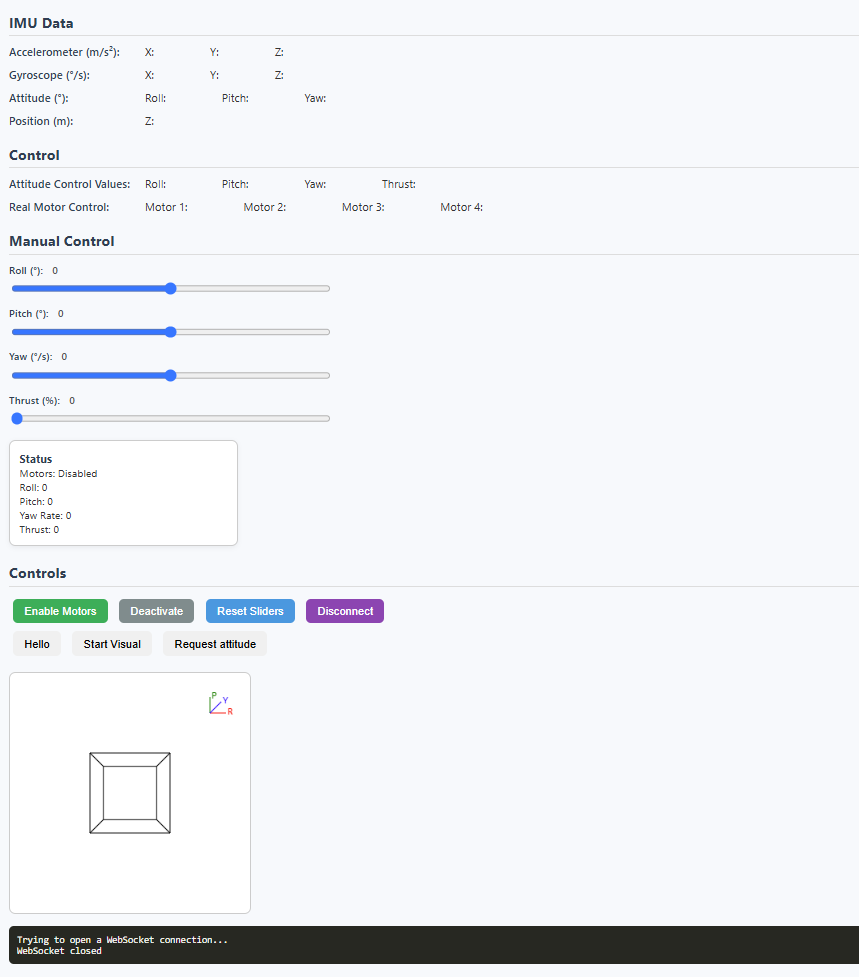 IMU Data
Accelerometer (m/s²): X: Y: Z:
Gyroscope (°/s): X: Y: Z:
Attitude (°): Roll: Pitch: Yaw:
Position (m): Z:
Control
Attitude Control Values: Roll: Pitch: Yaw: Thrust:
Real Motor Control: Motor 1: Motor 2: Motor 3: Motor 4:
Manual Control
Roll (°): 0
Pitch (°): 0
Yaw (°/s): 0
Thrust (%): 0
Status
Motors: Disabled
Roll: 0
Pitch: 0
Yaw Rate: 0
Thrust: 0
Controls
Enable Motors Deactivate Reset Sliders Disconnect
Hello Start Visual Request attitude
P
Y
R
Trying to open a WebSocket connection...
WebSocket closed